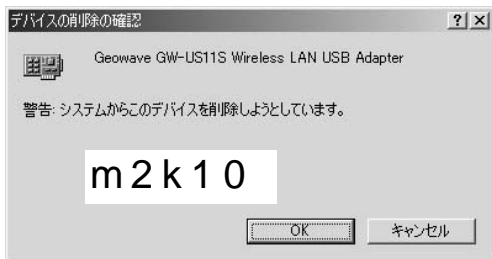 デバイスの削除の確認
Geowave GW-US11S Wireless LAN USB Adapter
警告: システムからこのデバイスを削除しようとしています。
m2k10
OK キャンセル